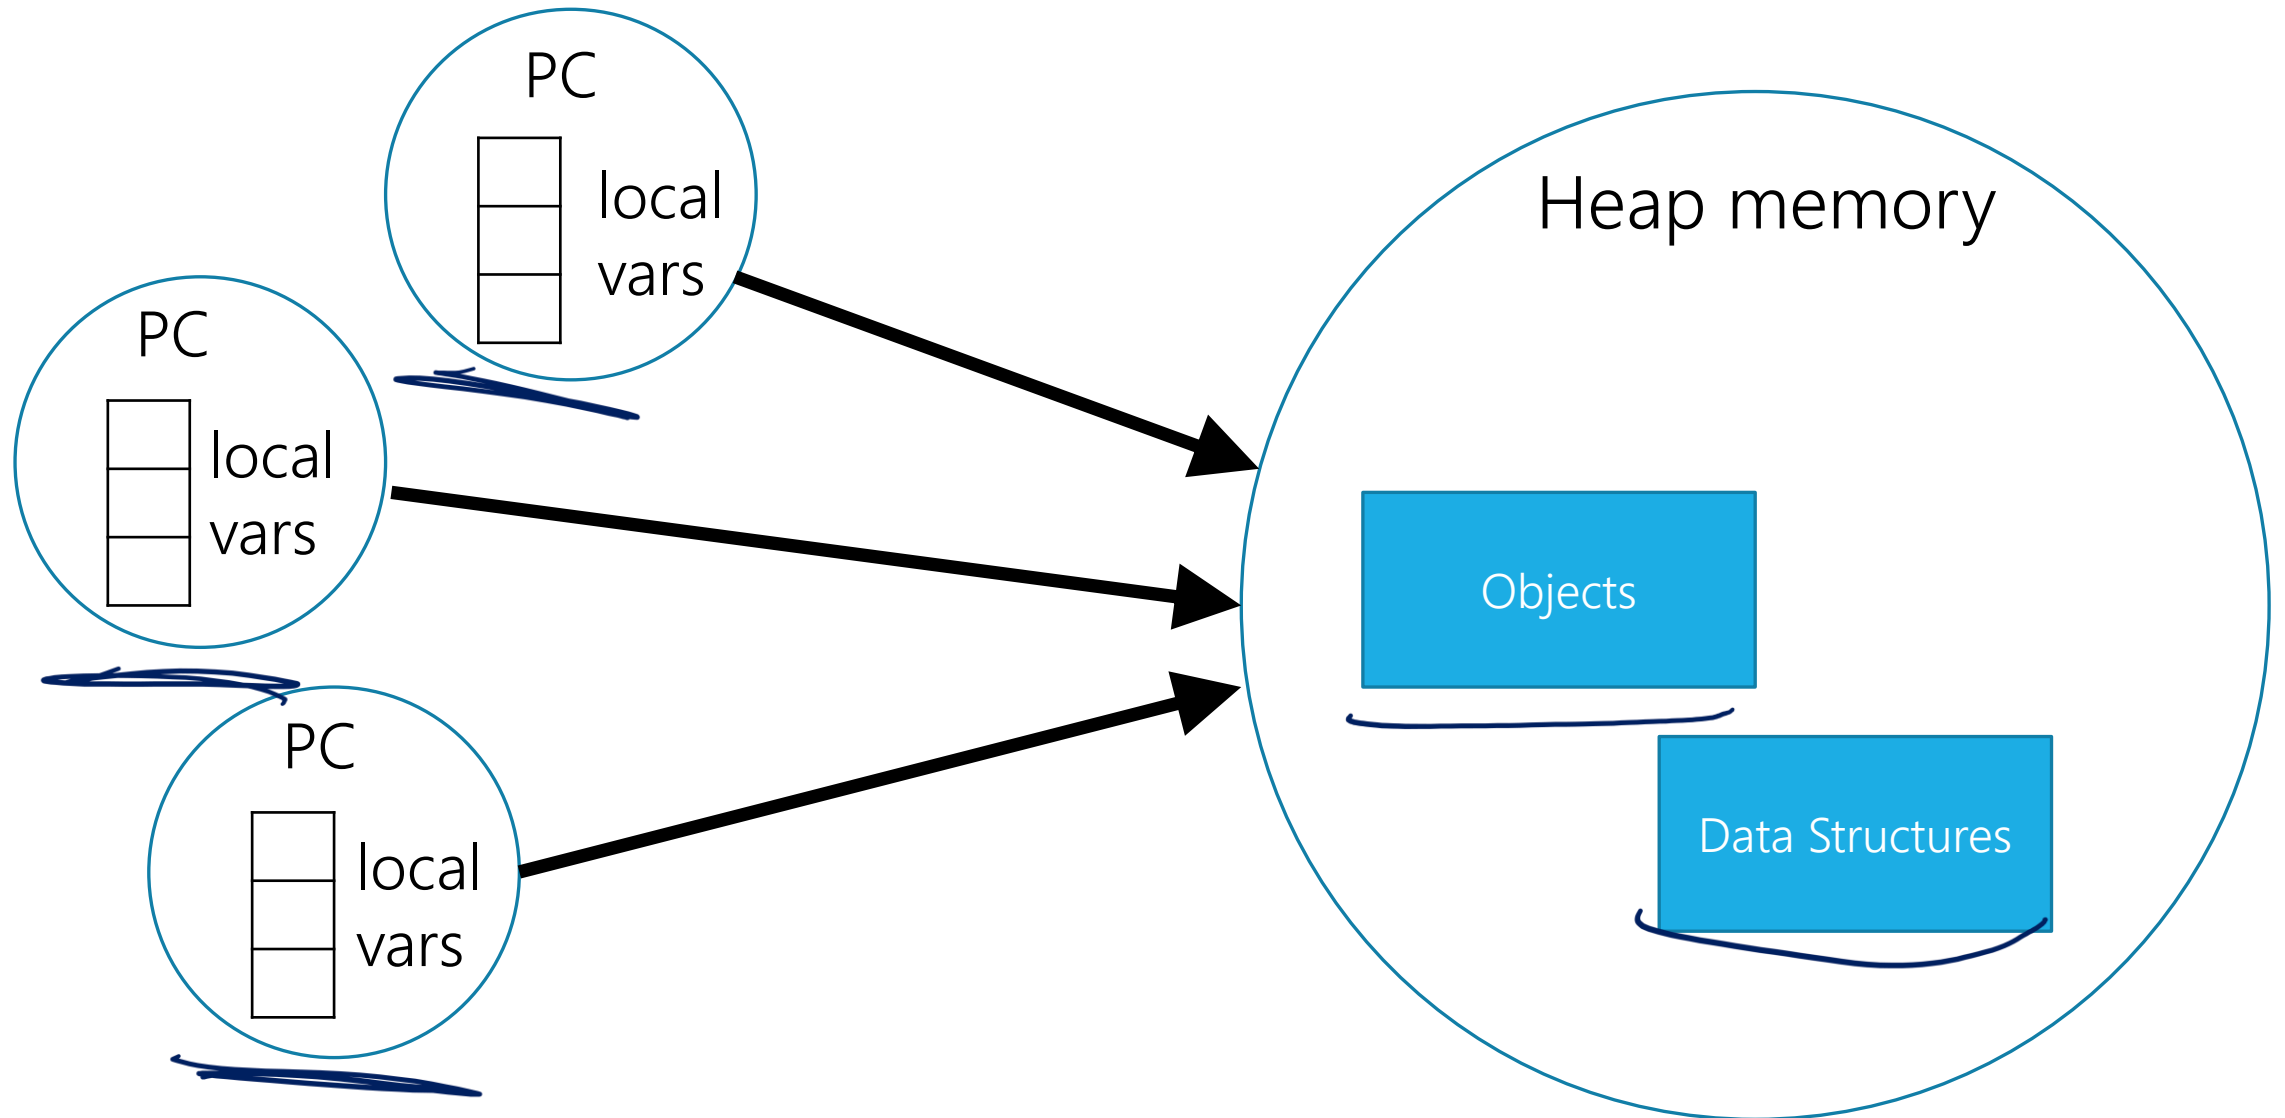 PC
local
vars
PC
local
vars
PC
local
vars
Heap memory
Objects
Data Structures